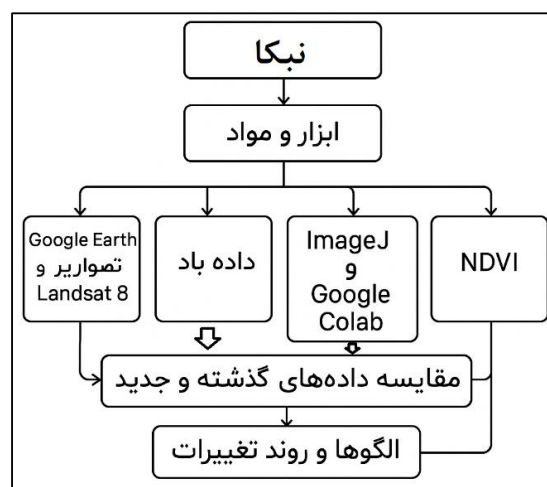 نبکا
ابزار و مواد
Google Earth
تصواریر و
Landsat 8
داده باد
ImageJ
و
Google
Colab
NDVI
مقایسه داده‌های گذشته و جدید
الگوها و روند تغییرات